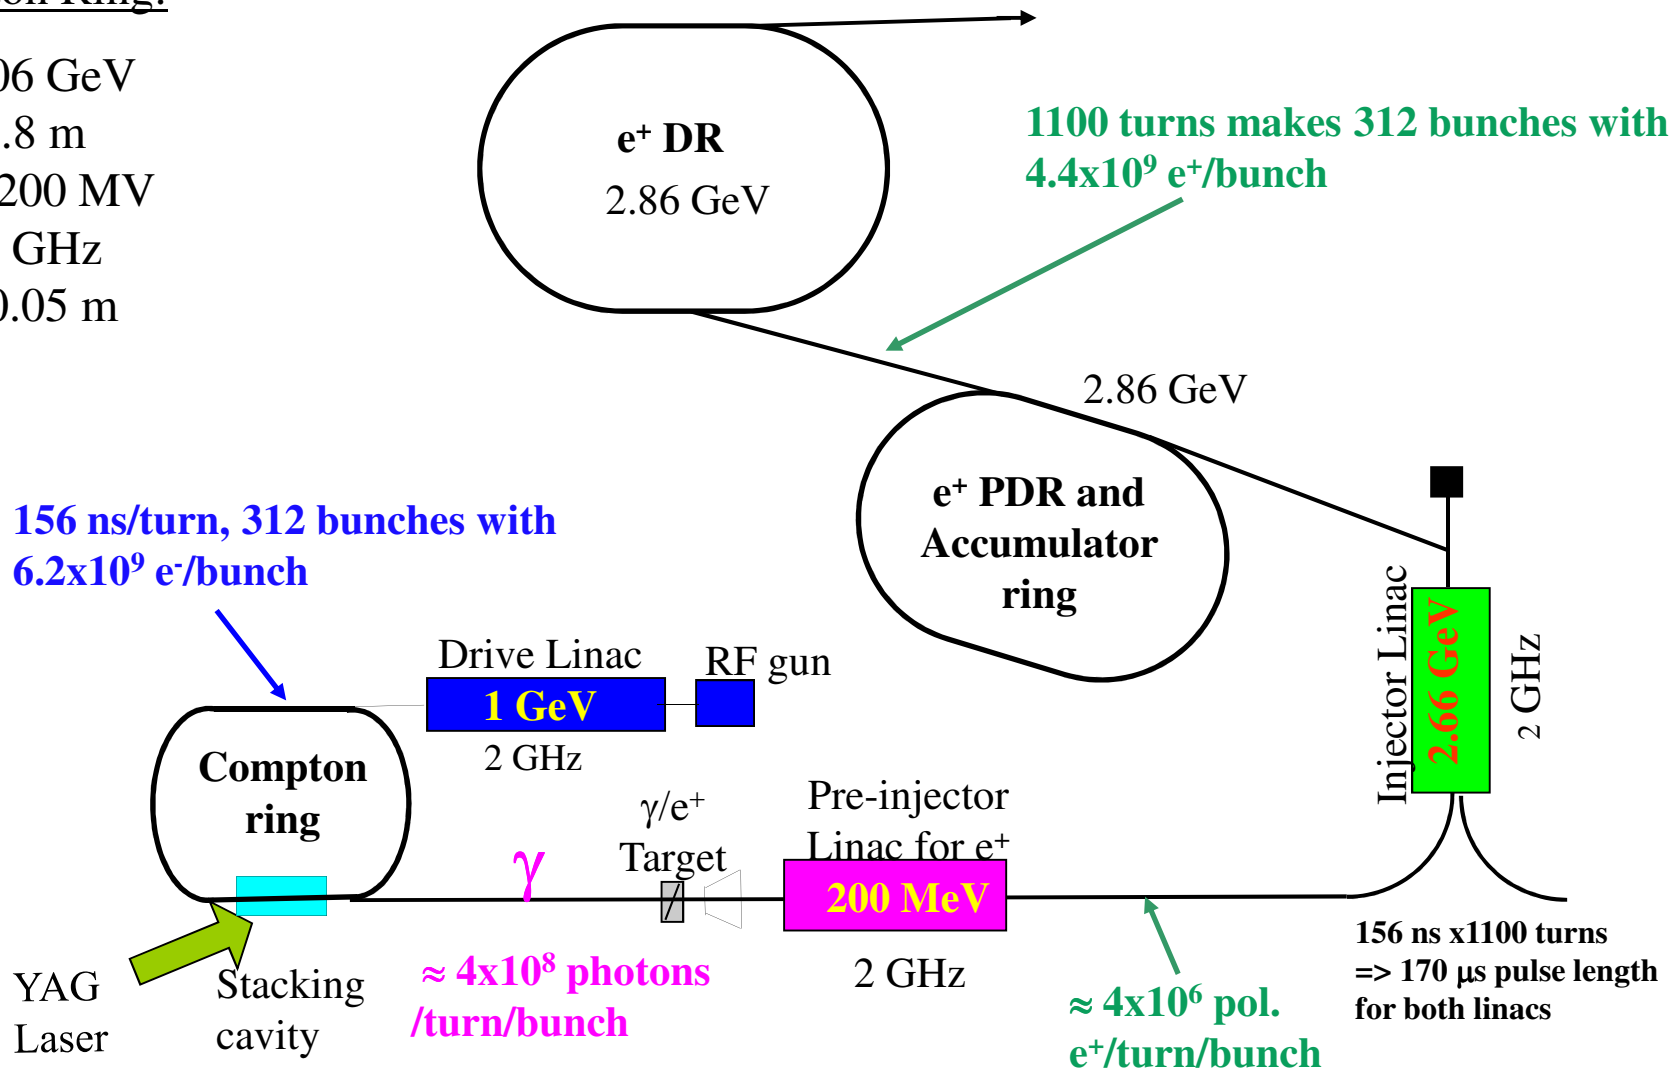 on Ring:
06 GeV
.8 m
200 MV
GHz
0.05 m
e⁺ DR
2.86 GeV
1100 turns makes 312 bunches with
4.4x10⁹ e⁺/bunch
2.86 GeV
e⁺ PDR and
Accumulator
ring
156 ns/turn, 312 bunches with
6.2x10⁹ e⁻/bunch
Drive Linac
1 GeV
2 GHz
RF gun
Compton
ring
γ
γ/e⁺
Target
Pre-injector
Linac for e⁺
200 MeV
2 GHz
Injector Linac
2.66 GeV
2 GHz
YAG
Laser
Stacking
cavity
≈ 4x10⁸ photons
/turn/bunch
≈ 4x10⁶ pol.
e⁺/turn/bunch
156 ns x1100 turns
=> 170 μs pulse length
for both linacs